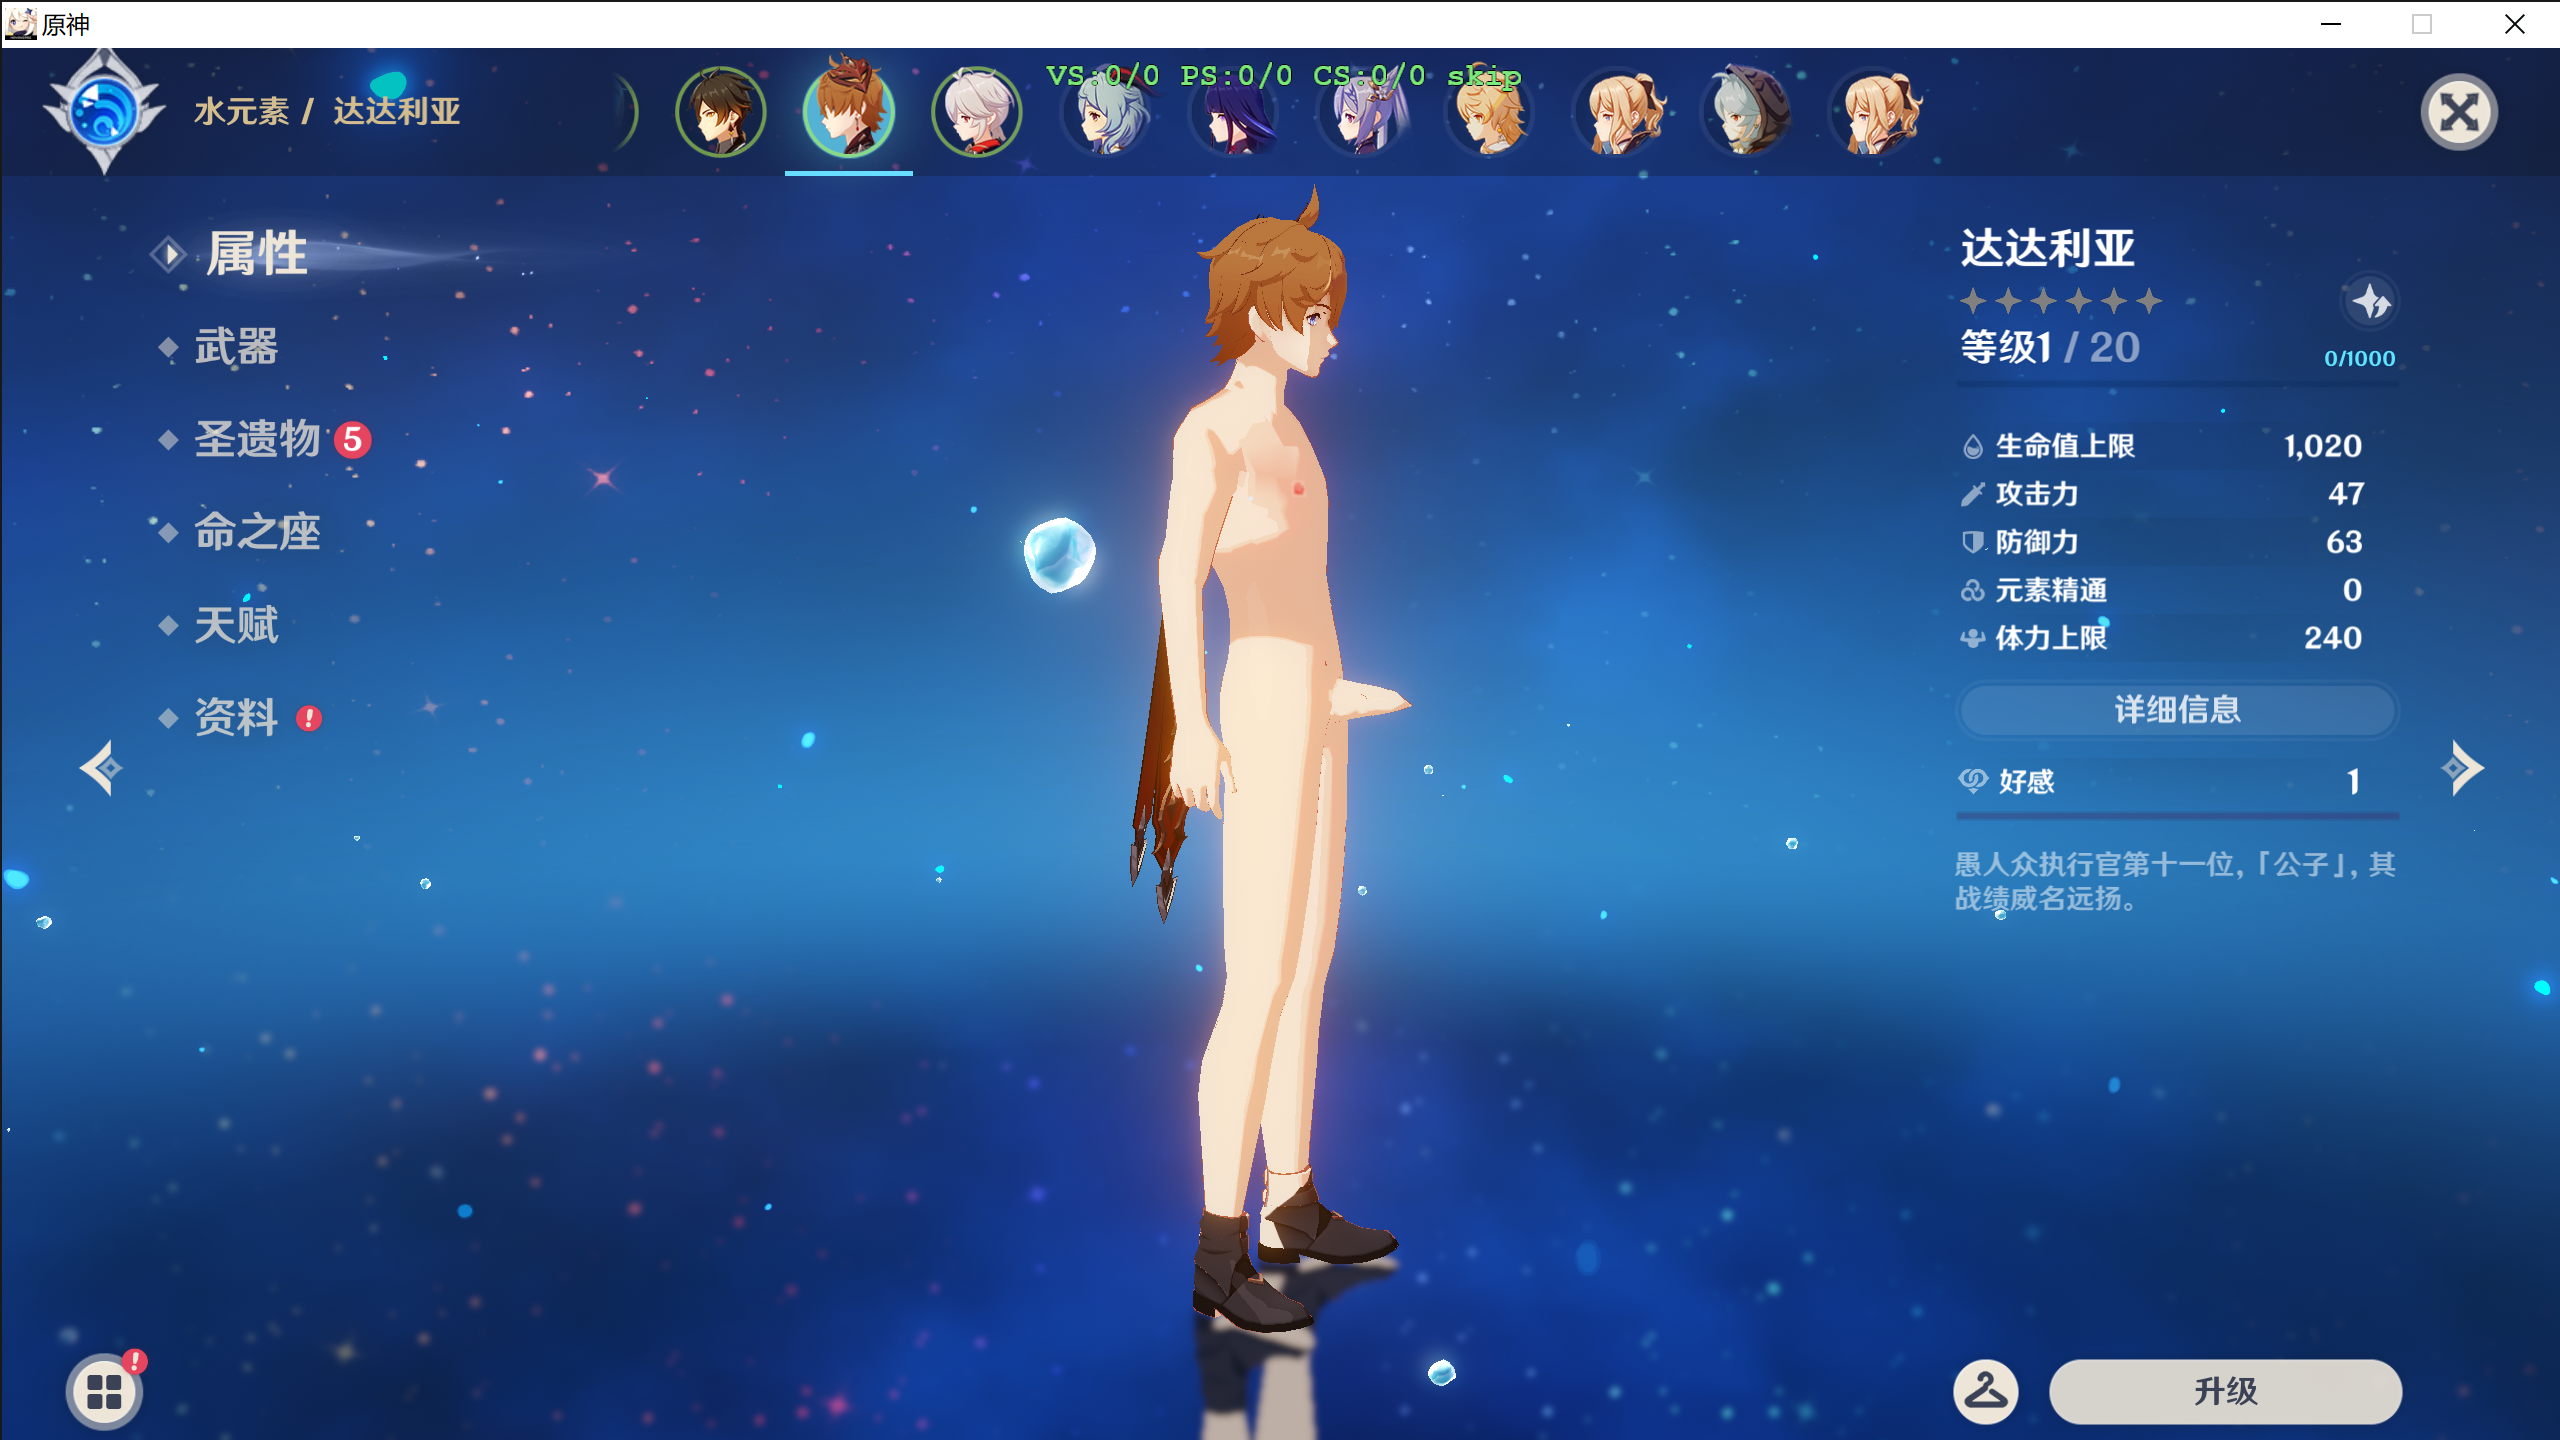 原神
VS:0/0 PS:0/0 CS:0/0 skip
水元素 / 达达利亚
属性
武器
圣遗物 5
命之座
天赋
资料 !
达达利亚
等级1 / 20
0/1000
生命值上限 1,020
攻击力 47
防御力 63
元素精通 0
体力上限 240
详细信息
好感 1
愚人众执行官第十一位，「公子」，其
战绩威名远扬。
!
升级